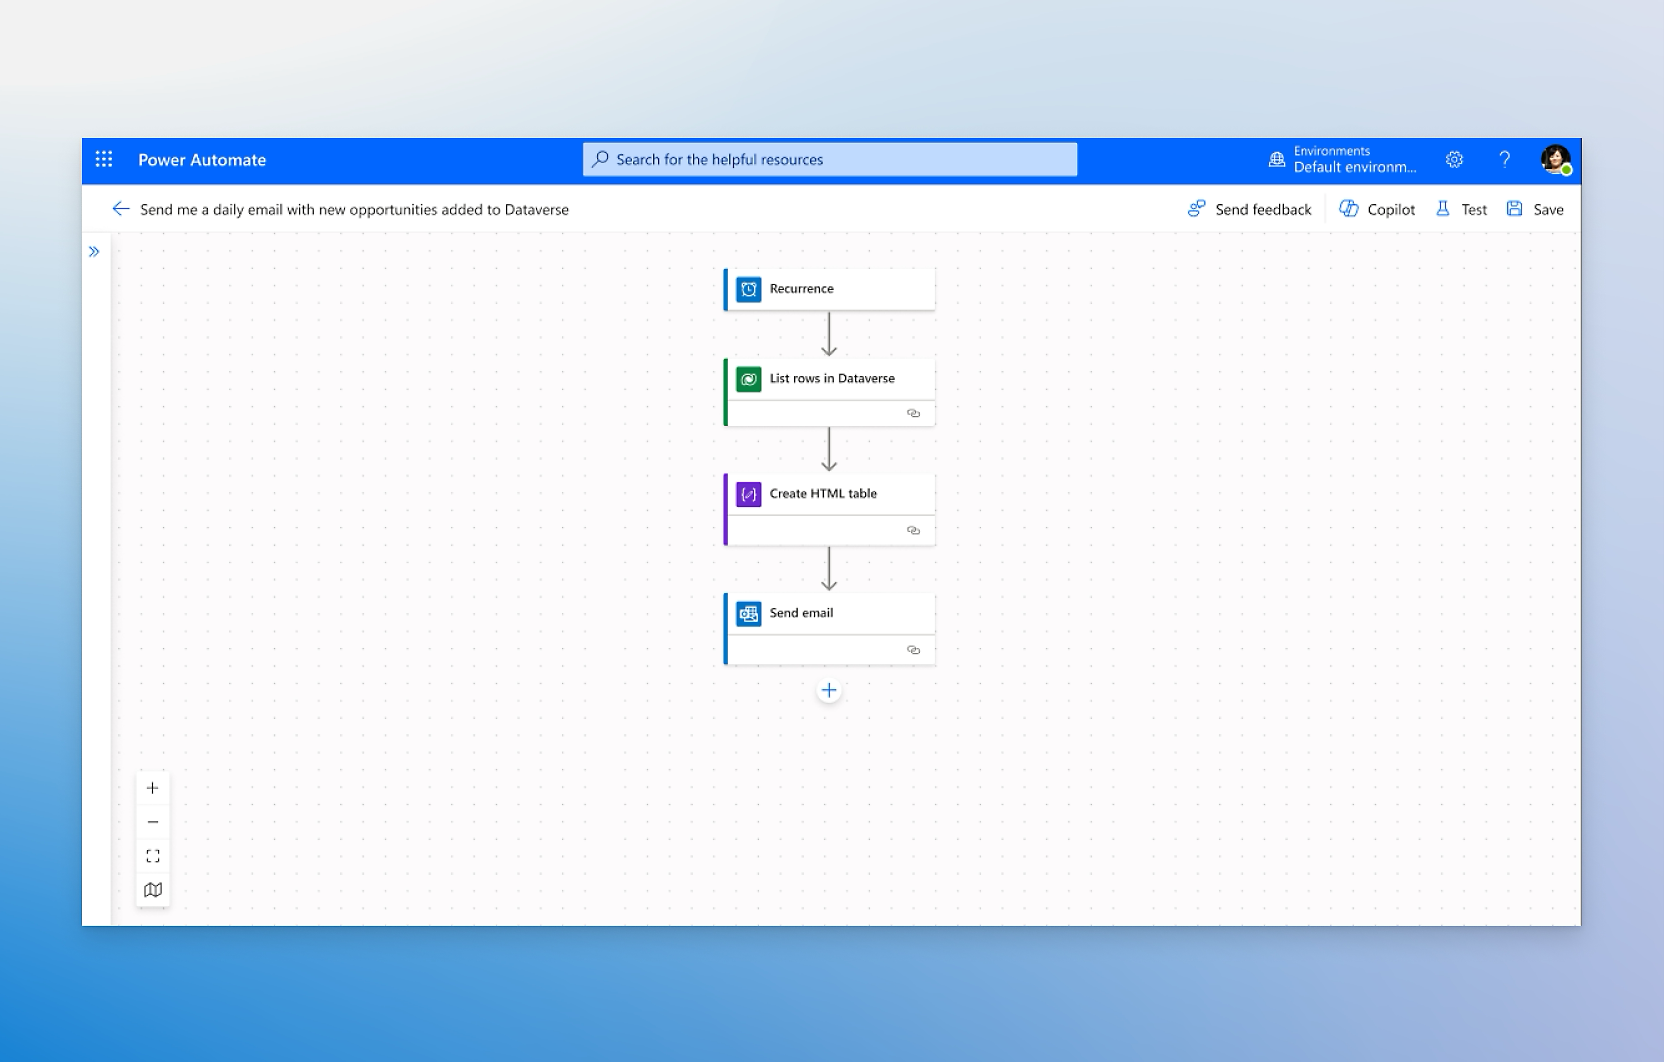 Power Automate
Search for the helpful resources
Environments
Default environm...
Send me a daily email with new opportunities added to Dataverse
Send feedback
Copilot
Test
Save
Recurrence
List rows in Dataverse
Create HTML table
Send email